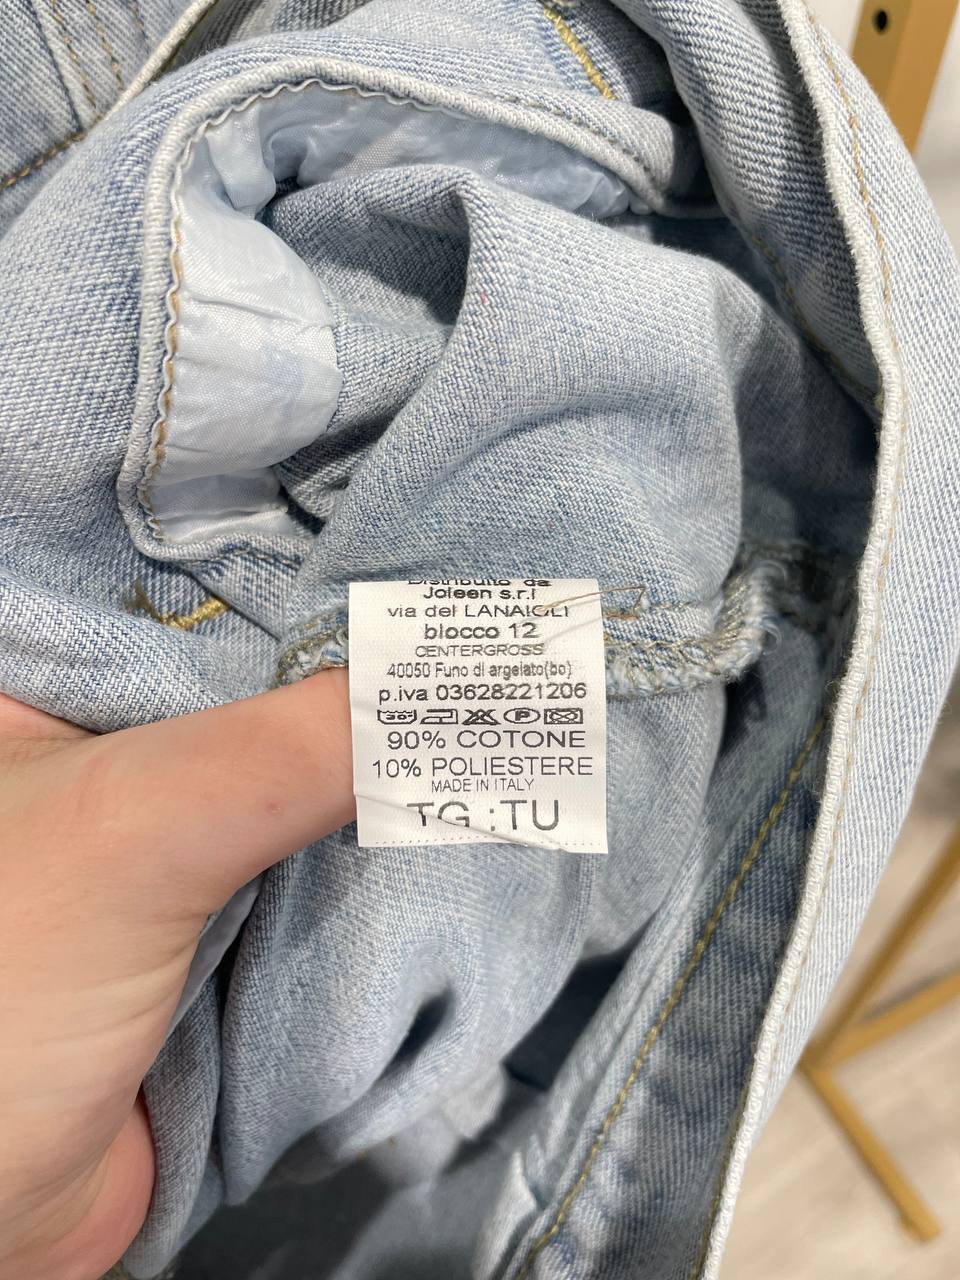 Distribuito da
Joleen s.r.l
via dei LANAIOLI
blocco 12
CENTERGROSS
40050 Funo di argelato(bo)
p.iva 03628221206
90% COTONE
10% POLIESTERE
MADE IN ITALY
TG :TU